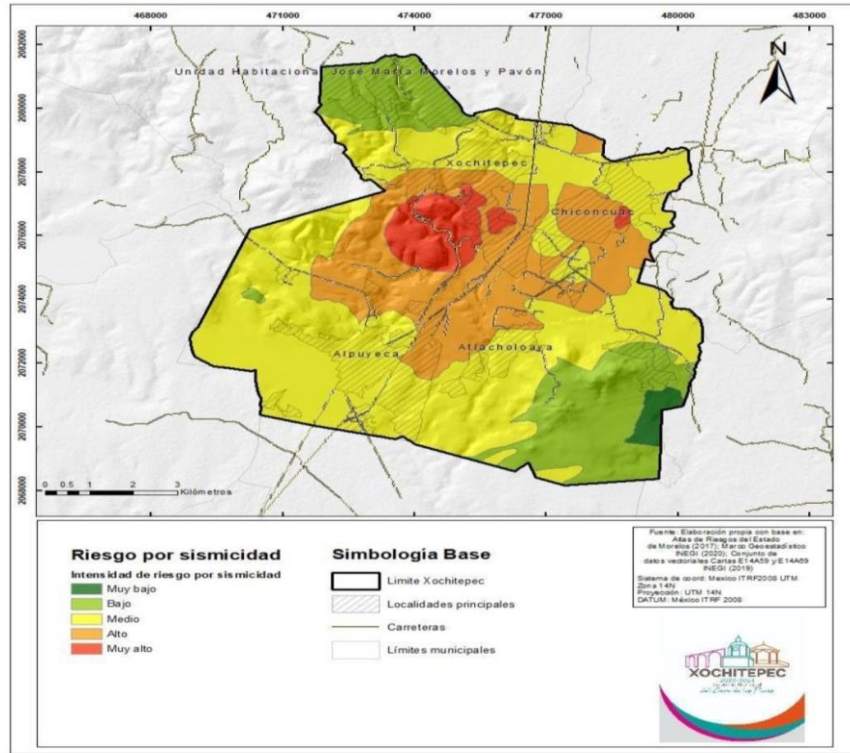 468000 471000 474000 477000 480000 483000
2082000
2080000
2078000
2076000
2074000
2072000
2070000
2068000
N
Unidad Habitacional José María Morelos y Pavón
Xochitepec
Chiconcuac
Alpuyeca
Atlacholoaya
0 0.5 1 2 3
Kilómetros
Riesgo por sismicidad
Intensidad de riesgo por sismicidad
Muy bajo
Bajo
Medio
Alto
Muy alto
Simbología Base
Limite Xochitepec
Localidades principales
Carreteras
Límites municipales
Fuente: Elaboración propia con base en:
Atlas de Riesgos del Estado
de Morelos (2017); Marco Geoestadístico
INEGI (2020); Conjunto de
datos vectoriales Cartas E14A59 y E14A69
INEGI (2019)
Sistema de coord: Mexico ITRF2008 UTM
Zona 14N
Proyección: UTM 14N
DATUM: México ITRF 2008
XOCHITEPEC